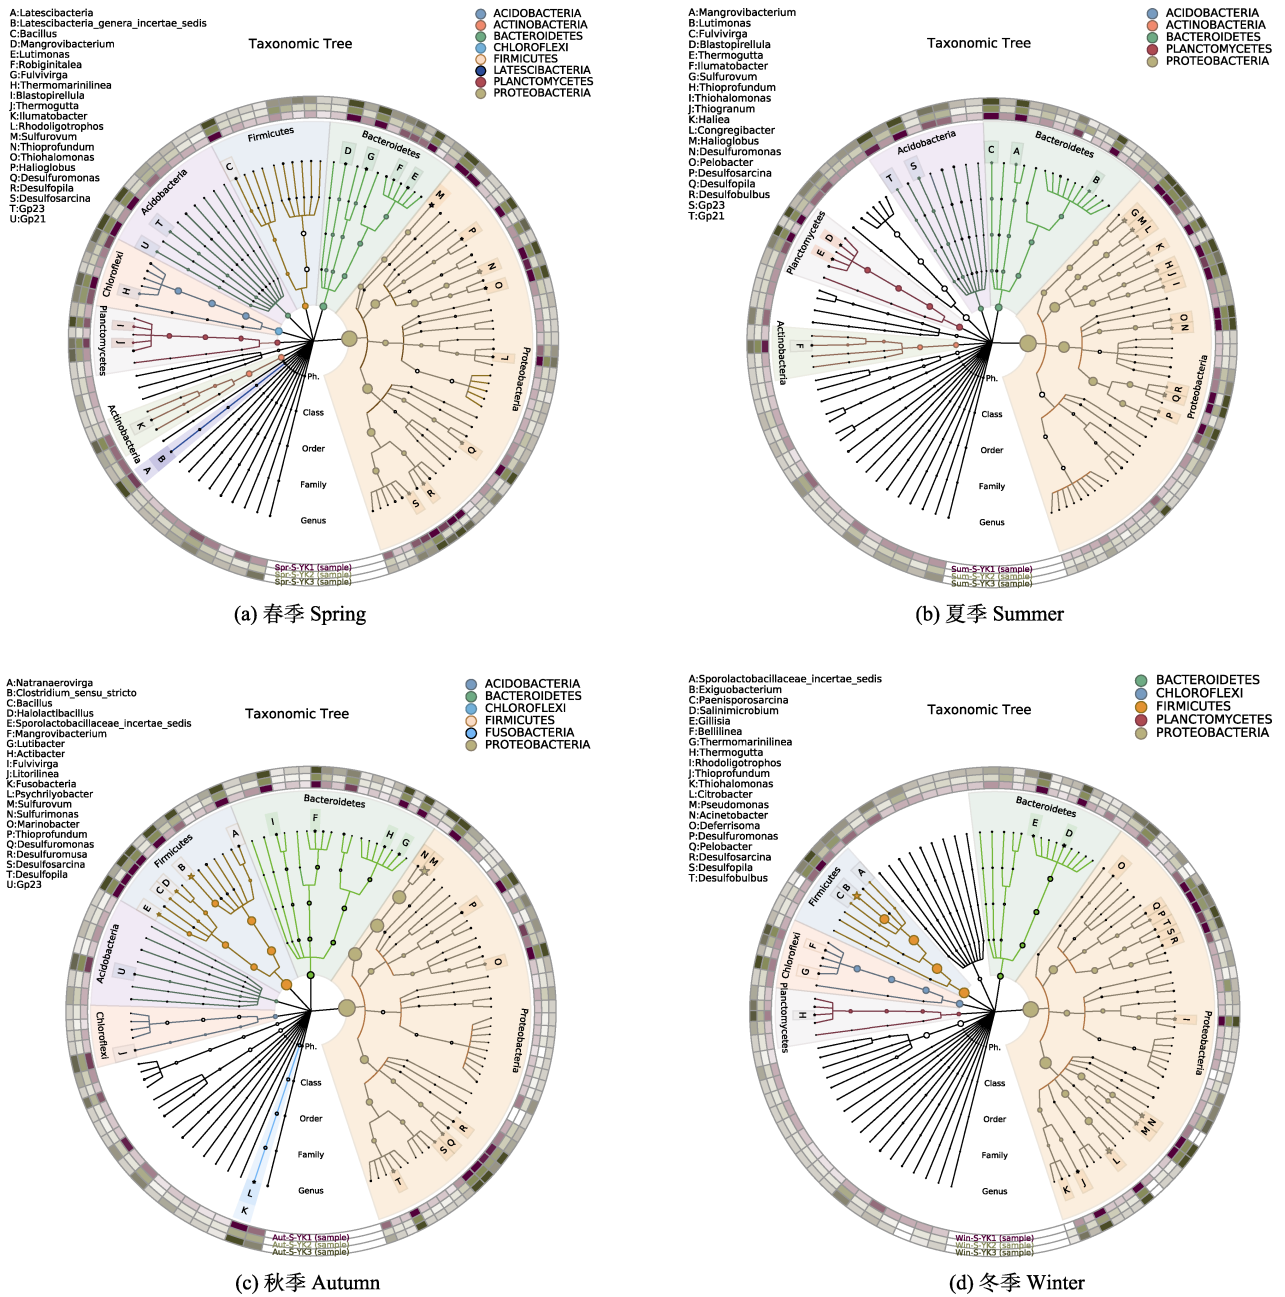 A:Latescibacteria
B:Latescibacteria_genera_incertae_sedis
C:Bacillus
D:Mangrovibacterium
E:Lutimonas
F:Robiginitalea
G:Fulvivirga
H:Thermomarinilinea
I:Blastopirellula
J:Thermogutta
K:Ilumatobacter
L:Rhodoligotrophos
M:Sulfurovum
N:Thioprofundum
O:Thiohalomonas
P:Halioglobus
Q:Desulfuromonas
R:Desulfopila
S:Desulfosarcina
T:Gp23
U:Gp21
Taxonomic Tree
ACIDOBACTERIA
ACTINOBACTERIA
BACTEROIDETES
CHLOROFLEXI
FIRMICUTES
LATESCIBACTERIA
PLANCTOMYCETES
PROTEOBACTERIA
Firmicutes
Bacteroidetes
Acidobacteria
Chloroflexi
Planctomycetes
Actinobacteria
Proteobacteria
C
D
G
F
E
M
P
N
O
L
Q
R
S
T
U
H
I
J
K
B
A
Ph.
Class
Order
Family
Genus
Spr-S-YK1 (sample)
Spr-S-YK2 (sample)
Spr-S-YK3 (sample)
(a) 春季 Spring
A:Mangrovibacterium
B:Lutimonas
C:Fulvivirga
D:Blastopirellula
E:Thermogutta
F:Ilumatobacter
G:Sulfurovum
H:Thioprofundum
I:Thiohalomonas
J:Thiogranum
K:Haliea
L:Congregibacter
M:Halioglobus
N:Desulfuromonas
O:Pelobacter
P:Desulfosarcina
Q:Desulfopila
R:Desulfobulbus
S:Gp23
T:Gp21
Taxonomic Tree
ACIDOBACTERIA
ACTINOBACTERIA
BACTEROIDETES
PLANCTOMYCETES
PROTEOBACTERIA
Acidobacteria
Bacteroidetes
Planctomycetes
Actinobacteria
Proteobacteria
T
S
C
A
B
G M L
K
H J I
O N
Q R
P
E D
F
Ph.
Class
Order
Family
Genus
Sum-S-YK1 (sample)
Sum-S-YK2 (sample)
Sum-S-YK3 (sample)
(b) 夏季 Summer
A:Natranaerovirga
B:Clostridium_sensu_stricto
C:Bacillus
D:Halolactibacillus
E:Sporolactobacillaceae_incertae_sedis
F:Mangrovibacterium
G:Lutibacter
H:Actibacter
I:Fulvivirga
J:Litorilinea
K:Fusobacteria
L:Psychrilyobacter
M:Sulfurovum
N:Sulfurimonas
O:Marinobacter
P:Thioprofundum
Q:Desulfuromonas
R:Desulfuromusa
S:Desulfosarcina
T:Desulfopila
U:Gp23
Taxonomic Tree
ACIDOBACTERIA
BACTEROIDETES
CHLOROFLEXI
FIRMICUTES
FUSOBACTERIA
PROTEOBACTERIA
Bacteroidetes
Firmicutes
Acidobacteria
Chloroflexi
Proteobacteria
A
I
F
H
G
N M
P
O
S Q R
T
B
C D
E
U
J
L
K
Ph.
Class
Order
Family
Genus
Aut-S-YK1 (sample)
Aut-S-YK2 (sample)
Aut-S-YK3 (sample)
(c) 秋季 Autumn
A:Sporolactobacillaceae_incertae_sedis
B:Exiguobacterium
C:Paenisporosarcina
D:Salinimicrobium
E:Gillisia
F:Bellilinea
G:Thermomarinilinea
H:Thermogutta
I:Rhodoligotrophos
J:Thioprofundum
K:Thiohalomonas
L:Citrobacter
M:Pseudomonas
N:Acinetobacter
O:Deferrisoma
P:Desulfuromonas
Q:Pelobacter
R:Desulfosarcina
S:Desulfopila
T:Desulfobulbus
Taxonomic Tree
BACTEROIDETES
CHLOROFLEXI
FIRMICUTES
PLANCTOMYCETES
PROTEOBACTERIA
Bacteroidetes
Firmicutes
Chloroflexi
Planctomycetes
Proteobacteria
E
D
O
Q P T S R
I
M N
L
J
K
A
C B
F
G
H
Ph.
Class
Order
Family
Genus
Win-S-YK1 (sample)
Win-S-YK2 (sample)
Win-S-YK3 (sample)
(d) 冬季 Winter